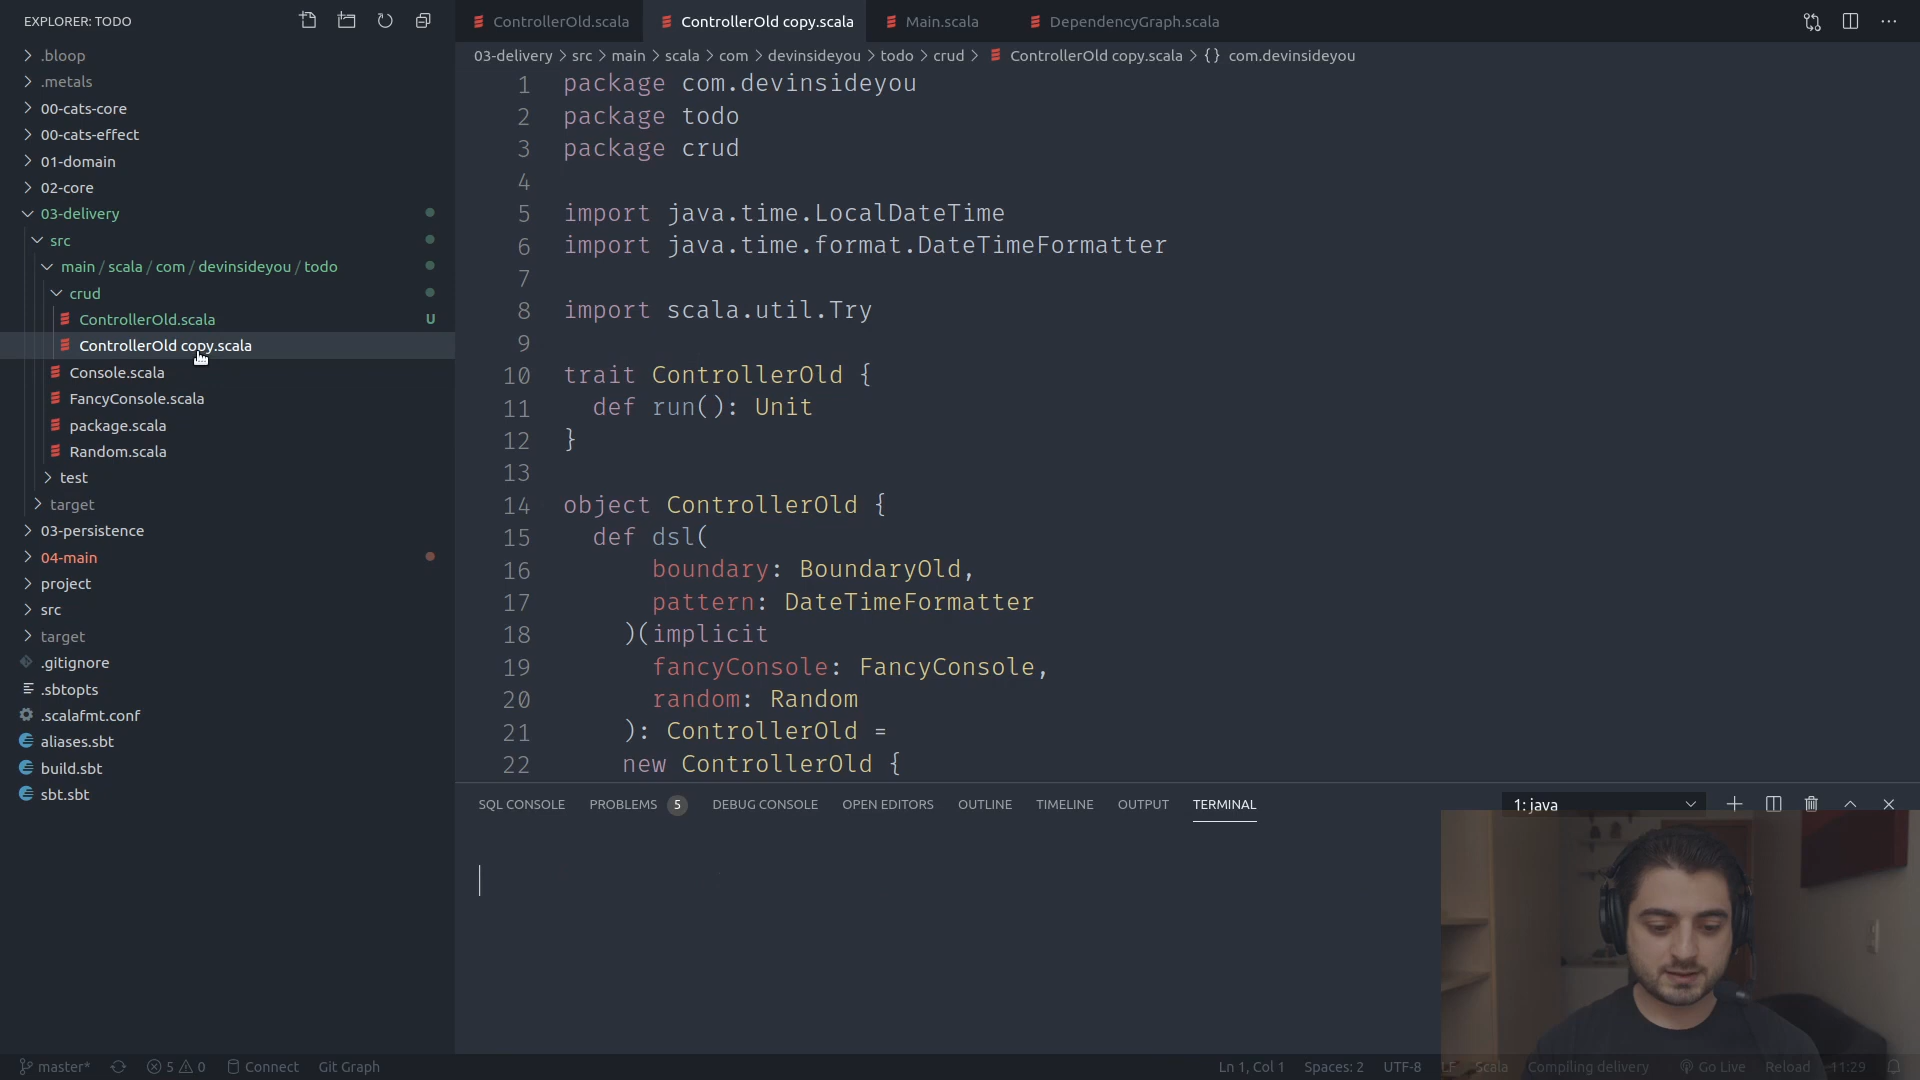 EXPLORER: TODO
.bloop
.metals
00-cats-core
00-cats-effect
01-domain
02-core
03-delivery
src
main / scala / com / devinsideyou / todo
crud
ControllerOld.scala U
ControllerOld copy.scala
Console.scala
FancyConsole.scala
package.scala
Random.scala
test
target
03-persistence
04-main
project
src
target
.gitignore
.sbtopts
.scalafmt.conf
aliases.sbt
build.sbt
sbt.sbt
ControllerOld.scala ControllerOld copy.scala Main.scala DependencyGraph.scala
03-delivery > src > main > scala > com > devinsideyou > todo > crud > ControllerOld copy.scala > {} com.devinsideyou
1 package com.devinsideyou
2 package todo
3 package crud
4
5 import java.time.LocalDateTime
6 import java.time.format.DateTimeFormatter
7
8 import scala.util.Try
9
10 trait ControllerOld {
11 def run(): Unit
12 }
13
14 object ControllerOld {
15 def dsl(
16 boundary: BoundaryOld,
17 pattern: DateTimeFormatter
18 )(implicit
19 fancyConsole: FancyConsole,
20 random: Random
21 ): ControllerOld =
22 new ControllerOld {
SQL CONSOLE PROBLEMS 5 DEBUG CONSOLE OPEN EDITORS OUTLINE TIMELINE OUTPUT TERMINAL 1: java
master* 5 0 Connect Git Graph Ln 1, Col 1 Spaces: 2 UTF-8 LF Scala Compiling delivery Go Live Reload 11:29